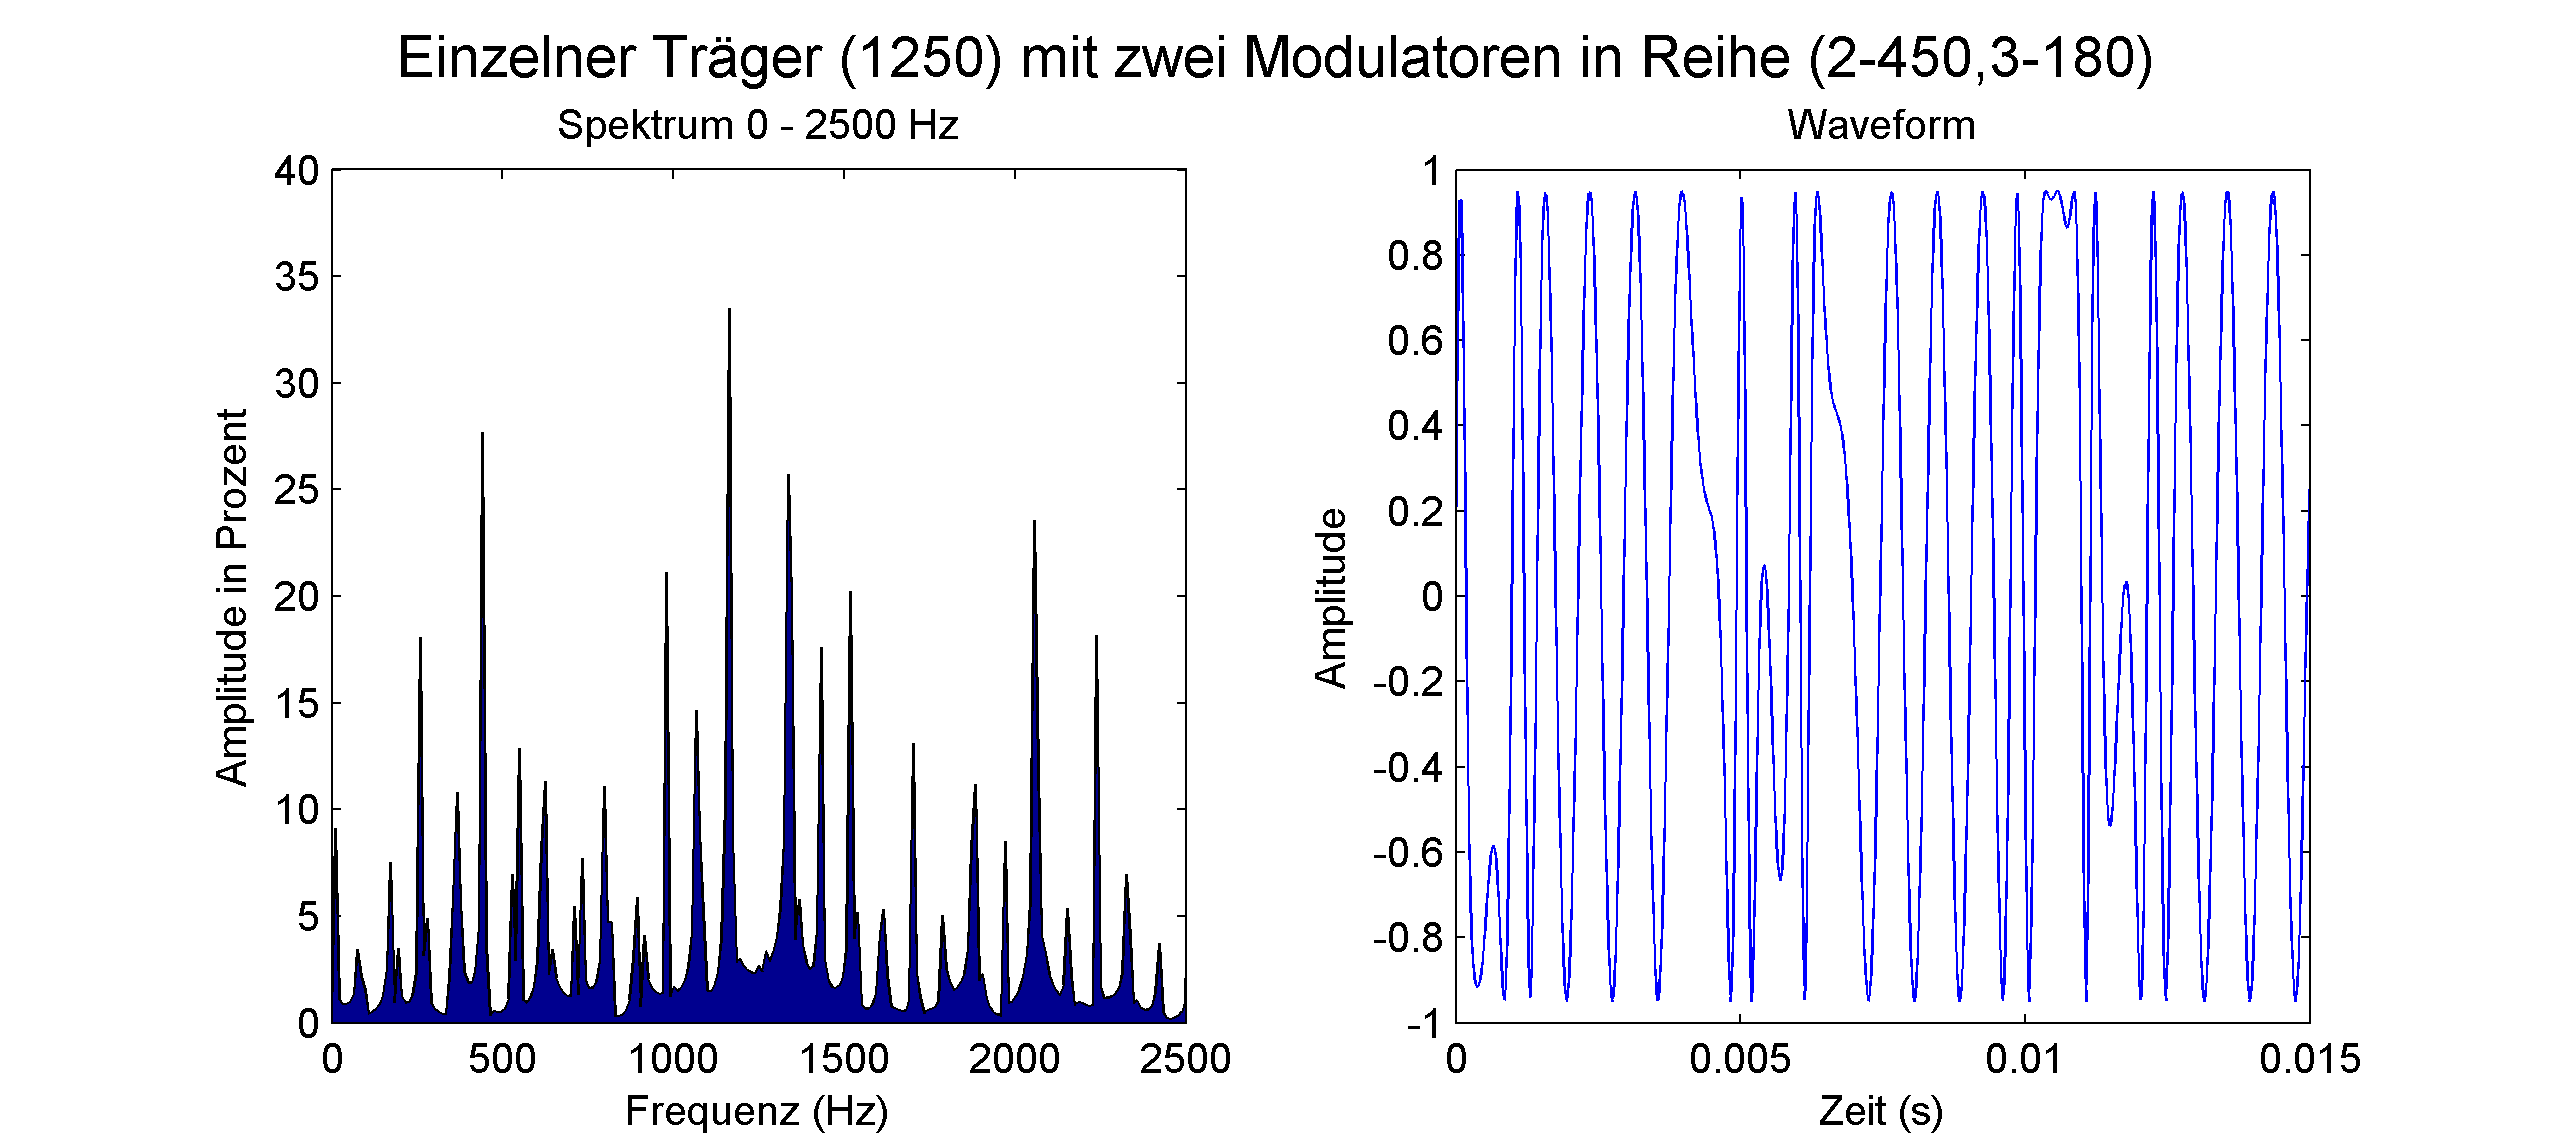 Einzelner Träger (1250) mit zwei Modulatoren in Reihe (2-450,3-180)
Spektrum 0 - 2500 Hz
Amplitude in Prozent
40
35
30
25
20
15
10
5
0
0 500 1000 1500 2000 2500
Frequenz (Hz)
Waveform
Amplitude
1
0.8
0.6
0.4
0.2
0
-0.2
-0.4
-0.6
-0.8
-1
0 0.005 0.01 0.015
Zeit (s)